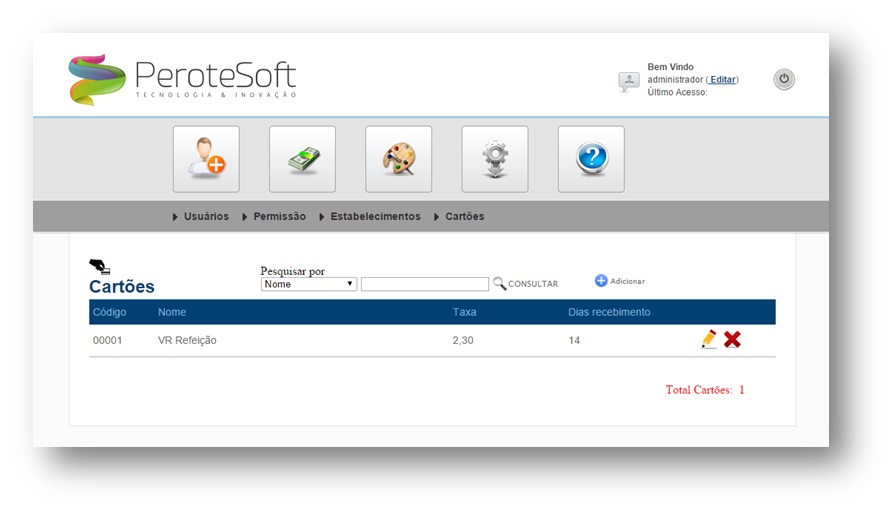 PeroteSoft
TECNOLOGIA & INOVAÇÃO
Bem Vindo
administrador ( Editar)
Último Acesso:
Usuários Permissão Estabelecimentos Cartões
Cartões
Pesquisar por
Nome CONSULTAR Adicionar
Código Nome Taxa Dias recebimento
00001 VR Refeição 2,30 14
Total Cartões: 1